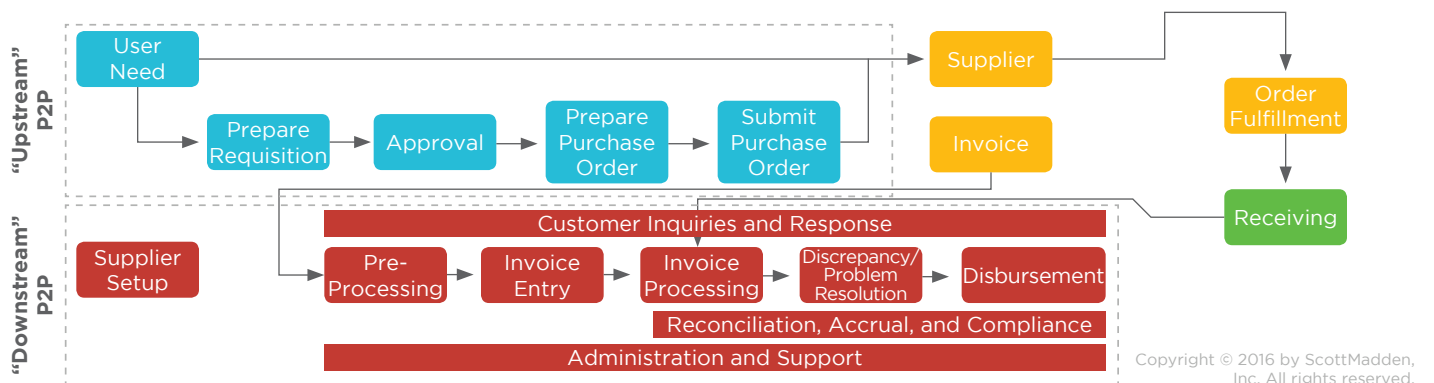 “Upstream”
P2P
User
Need
Supplier
Order
Fulfillment
Prepare
Requisition
Approval
Prepare
Purchase
Order
Submit
Purchase
Order
Invoice
Receiving
“Downstream”
P2P
Customer Inquiries and Response
Supplier
Setup
Pre-
Processing
Invoice
Entry
Invoice
Processing
Discrepancy/
Problem
Resolution
Disbursement
Reconciliation, Accrual, and Compliance
Administration and Support
Copyright © 2016 by ScottMadden,
Inc. All rights reserved.